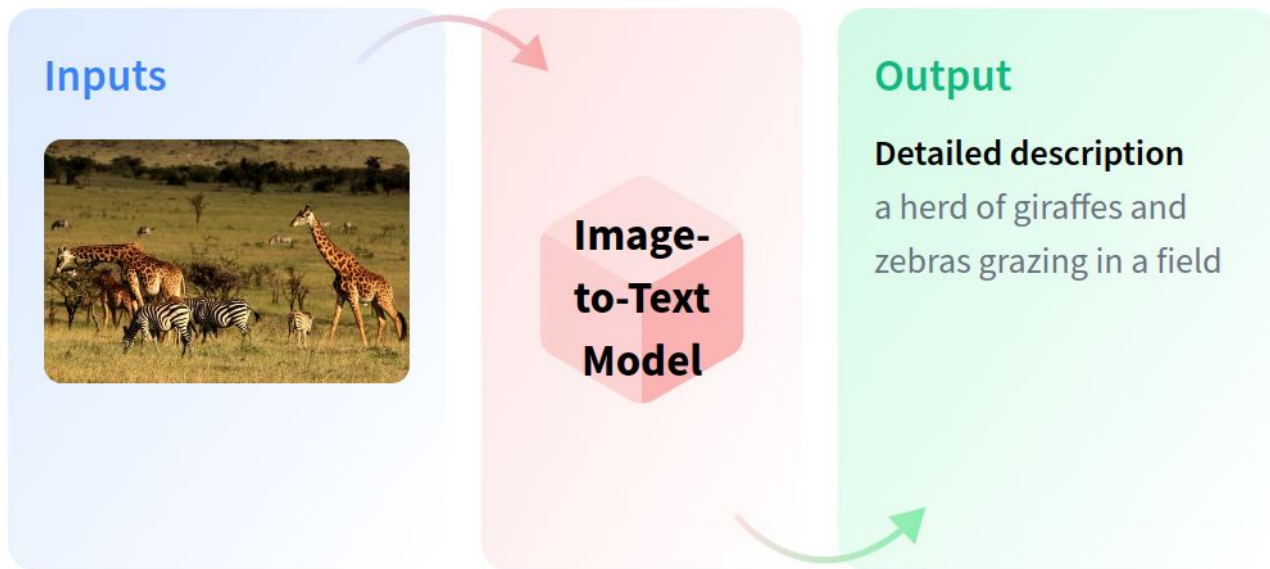 Inputs
Image-
to-Text
Model
Output
Detailed description
a herd of giraffes and
zebras grazing in a field